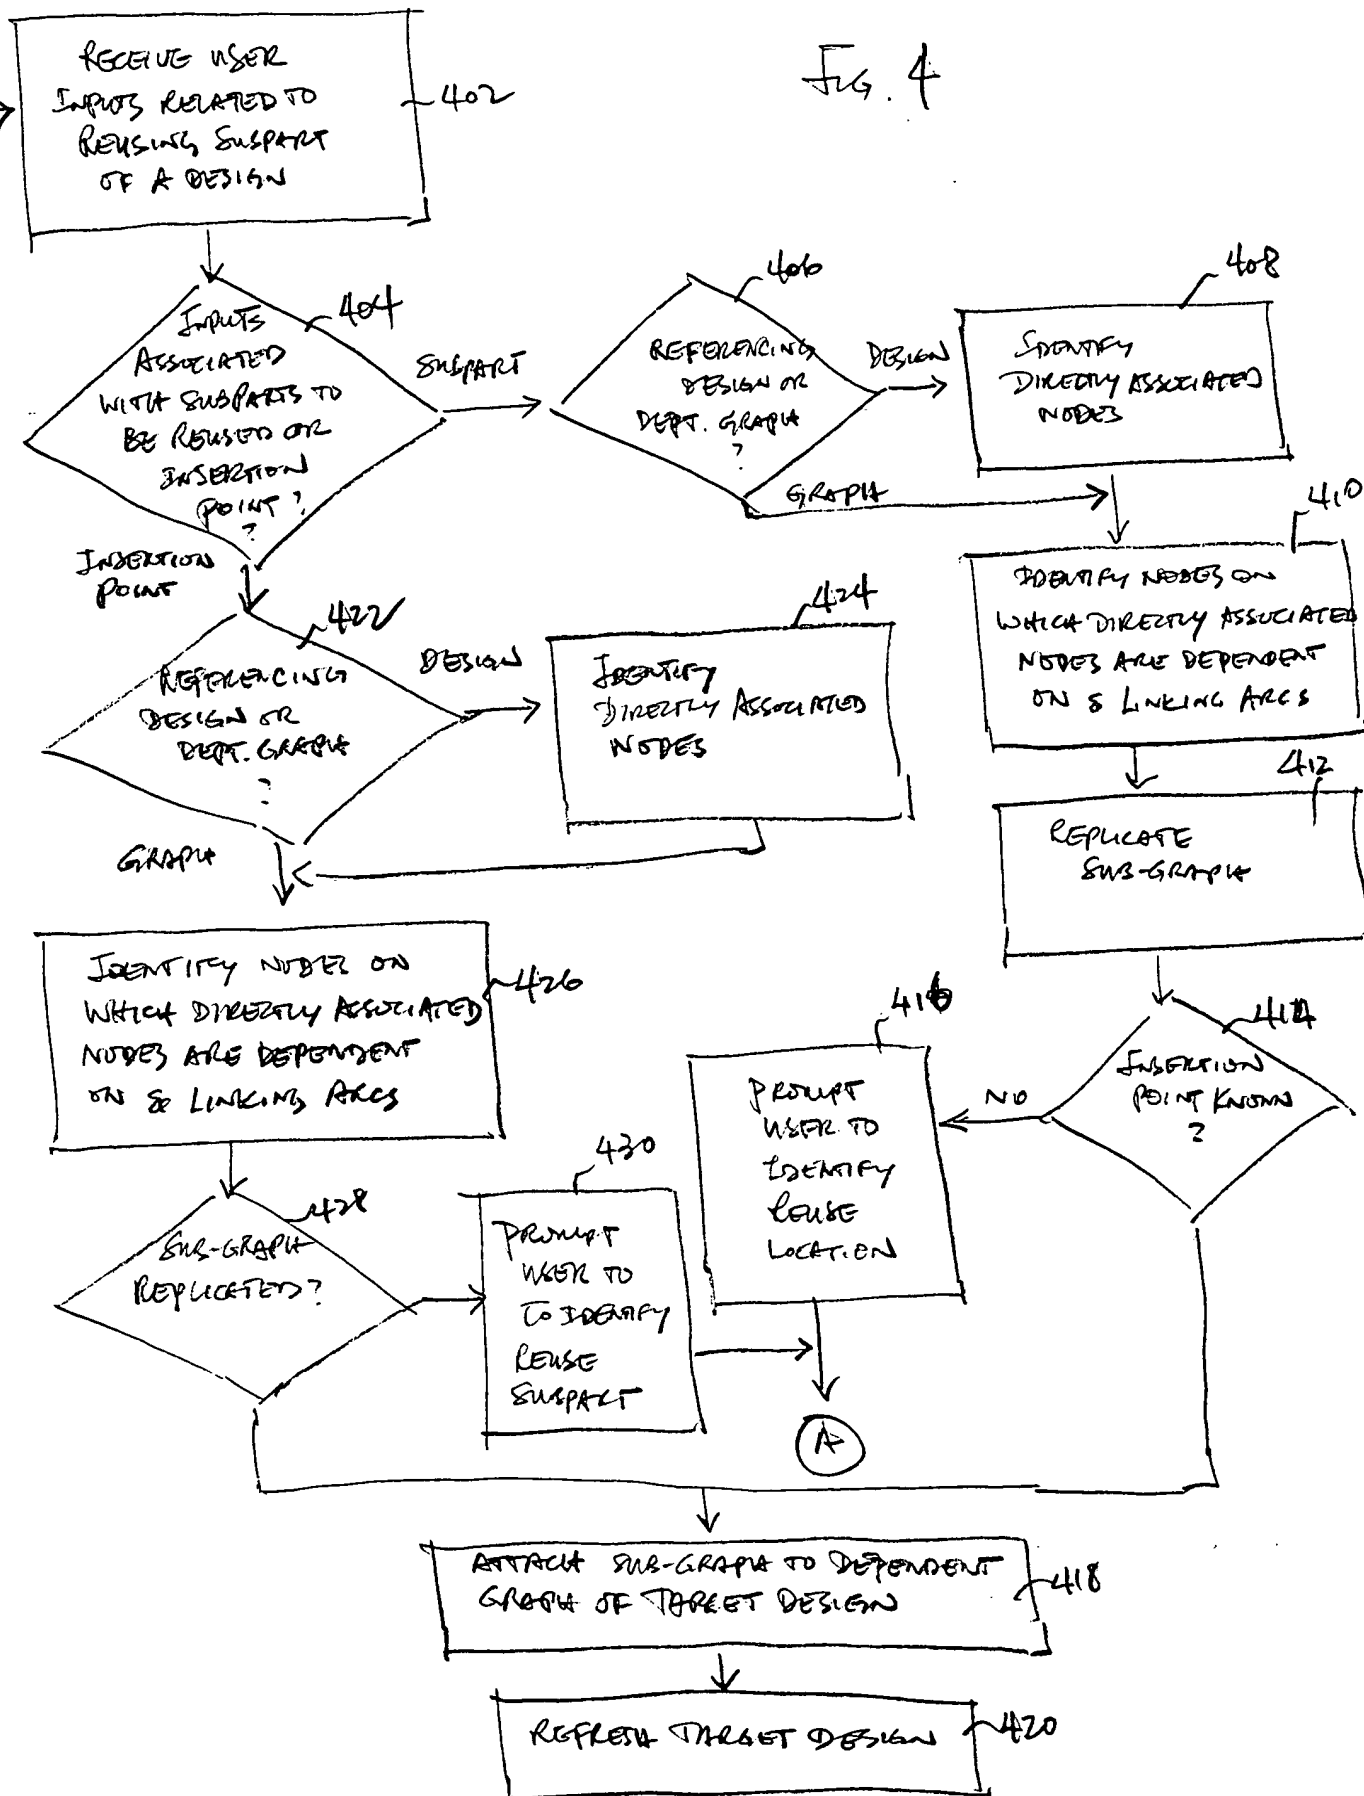 FIG. 4
RECEIVE USER
INPUTS RELATED TO
REUSING SUBPART
OF A DESIGN
402
INPUTS
ASSOCIATED
WITH SUBPARTS TO
BE REUSED OR
INSERTION
POINT?
?
404
SUBPART
406
REFERENCING
DESIGN OR
DEPT. GRAPH
?
DESIGN
408
IDENTIFY
DIRECTLY ASSOCIATED
NODES
GRAPH
410
IDENTIFY NODES ON
WHICH DIRECTLY ASSOCIATED
NODES ARE DEPENDENT
ON & LINKING ARCS
INSERTION
POINT
422
REFERENCING
DESIGN OR
DEPT. GRAPH
?
DESIGN
424
IDENTIFY
DIRECTLY ASSOCIATED
NODES
GRAPH
412
REPLICATE
SUB-GRAPH
IDENTIFY NODES ON
WHICH DIRECTLY ASSOCIATED
NODES ARE DEPENDENT
ON & LINKING ARCS
426
414
INSERTION
POINT KNOWN
?
NO
416
PROMPT
USER TO
IDENTIFY
REUSE
LOCATION
428
SUB-GRAPH
REPLICATED?
430
PROMPT
USER TO
TO IDENTIFY
REUSE
SUBPART
A
ATTACH SUB-GRAPH TO DEPENDENT
GRAPH OF TARGET DESIGN
418
REFRESH TARGET DESIGN
420